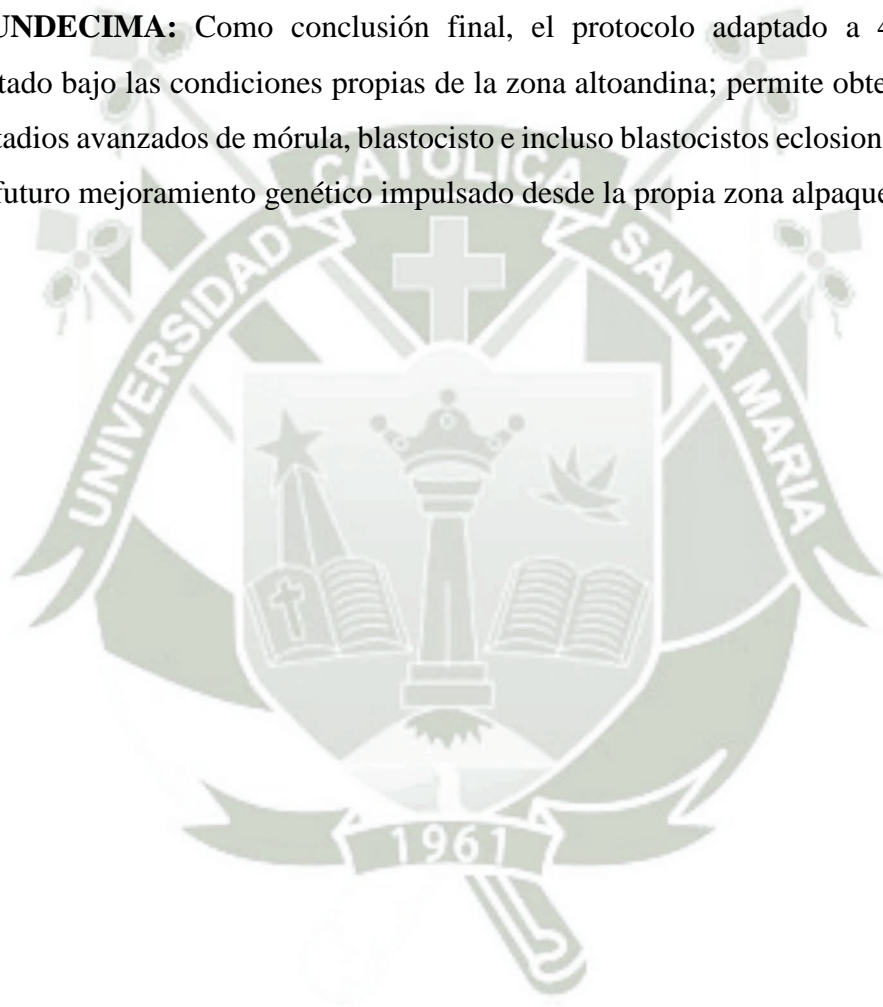 UNDECIMA: Como conclusión final, el protocolo adaptado a 4
tado bajo las condiciones propias de la zona altoandina; permite obte
tadios avanzados de mórula, blastocisto e incluso blastocistos eclosion
futuro mejoramiento genético impulsado desde la propia zona alpaque
CATOLICA
UNIVERSIDAD
SANTA MARIA
1961